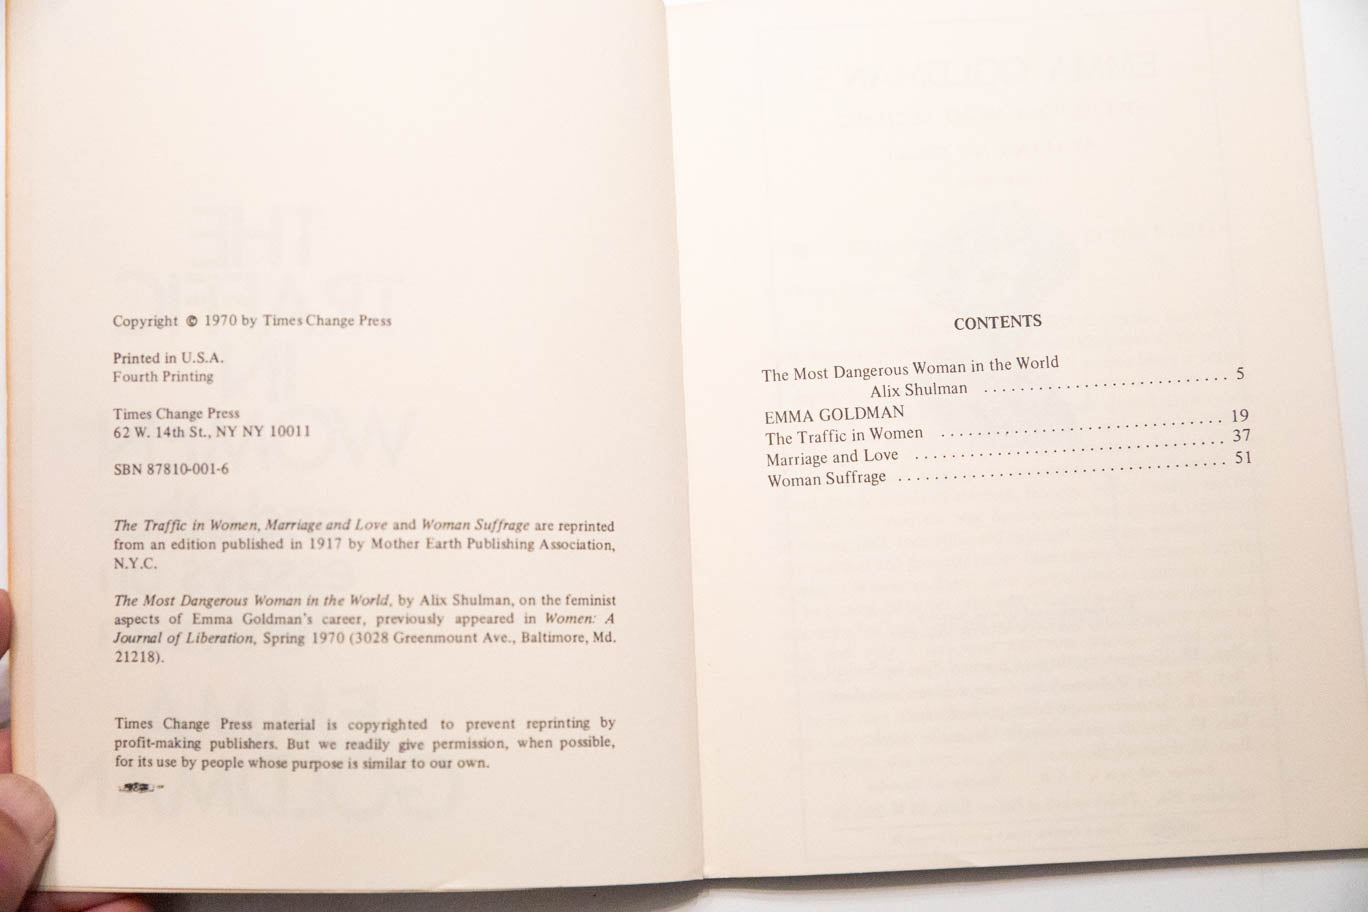 Copyright © 1970 by Times Change Press
Printed in U.S.A.
Fourth Printing
Times Change Press
62 W. 14th St., NY NY 10011
SBN 87810-001-6
The Traffic in Women, Marriage and Love and Woman Suffrage are reprinted
from an edition published in 1917 by Mother Earth Publishing Association,
N.Y.C.
The Most Dangerous Woman in the World, by Alix Shulman, on the feminist
aspects of Emma Goldman's career, previously appeared in Women: A
Journal of Liberation, Spring 1970 (3028 Greenmount Ave., Baltimore, Md.
21218).
Times Change Press material is copyrighted to prevent reprinting by
profit-making publishers. But we readily give permission, when possible,
for its use by people whose purpose is similar to our own.
CONTENTS
The Most Dangerous Woman in the World
Alix Shulman . . . . . . . . . . . . . . . . . . . . . . . . . . . 5
EMMA GOLDMAN
The Traffic in Women . . . . . . . . . . . . . . . . . . . . . . . . . . . . . . . 19
Marriage and Love . . . . . . . . . . . . . . . . . . . . . . . . . . . . . . . . . . 37
Woman Suffrage . . . . . . . . . . . . . . . . . . . . . . . . . . . . . . . . . . . . 51